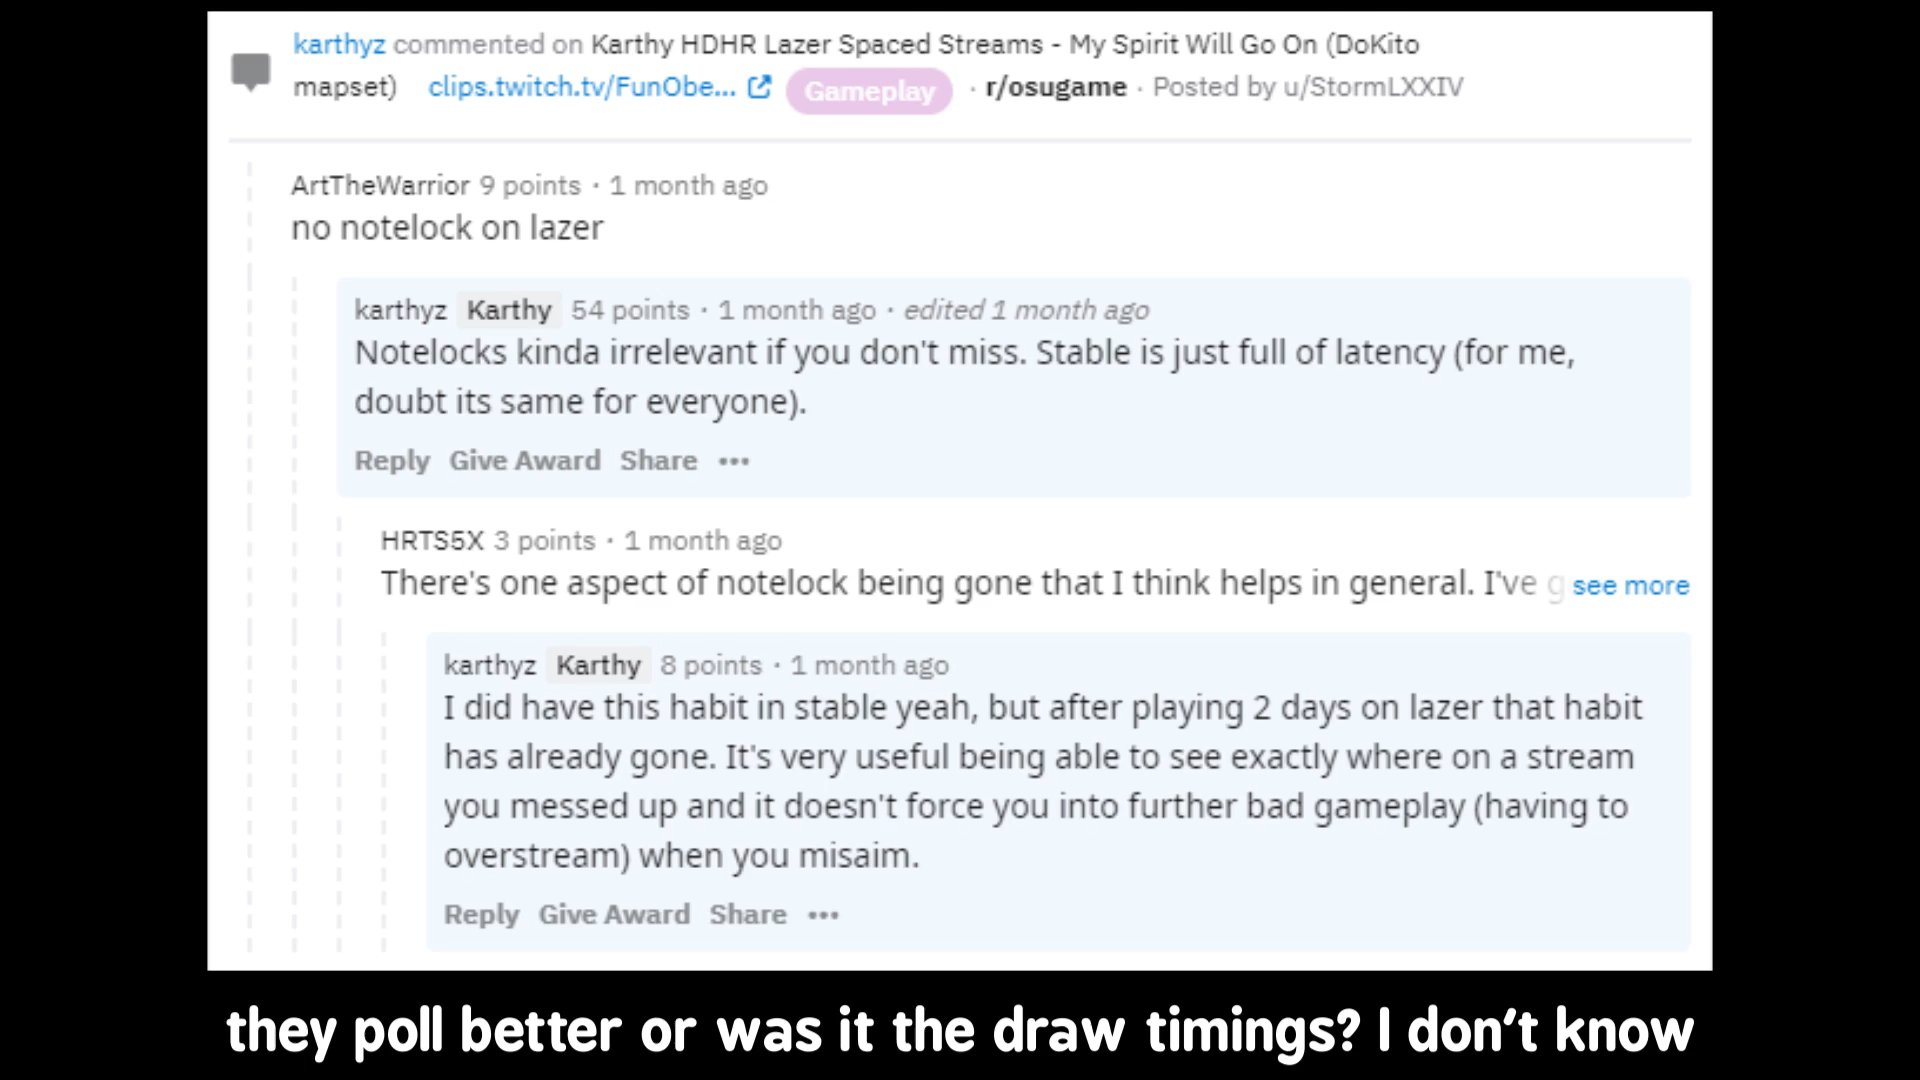 karthyz commented on Karthy HDHR Lazer Spaced Streams - My Spirit Will Go On (DoKito
mapset) clips.twitch.tv/FunObe... Gameplay · r/osugame · Posted by u/StormLXXIV
ArtTheWarrior 9 points · 1 month ago
no notelock on lazer
karthyz Karthy 54 points · 1 month ago · edited 1 month ago
Notelocks kinda irrelevant if you don't miss. Stable is just full of latency (for me,
doubt its same for everyone).
Reply Give Award Share •••
HRTS5X 3 points · 1 month ago
There's one aspect of notelock being gone that I think helps in general. I've g see more
karthyz Karthy 8 points · 1 month ago
I did have this habit in stable yeah, but after playing 2 days on lazer that habit
has already gone. It's very useful being able to see exactly where on a stream
you messed up and it doesn't force you into further bad gameplay (having to
overstream) when you misaim.
Reply Give Award Share •••
they poll better or was it the draw timings? I don't know